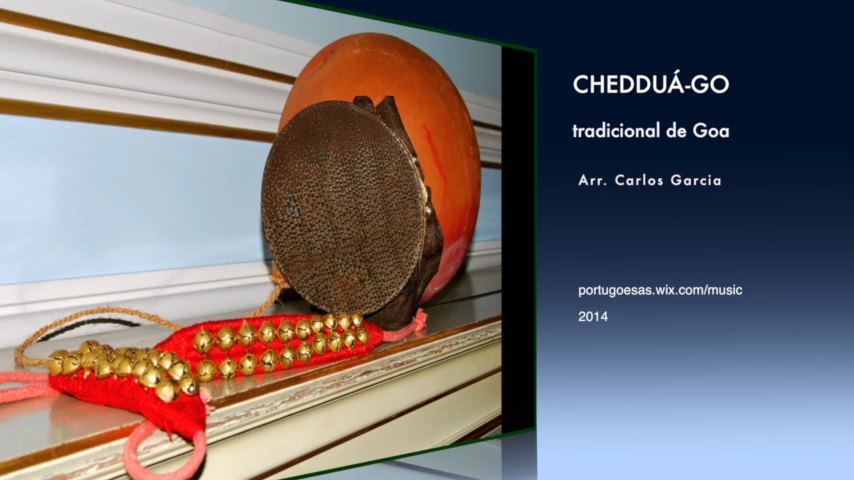 CHEDDUÁ-GO
tradicional de Goa
Arr. Carlos Garcia
portugoesas.wix.com/music
2014